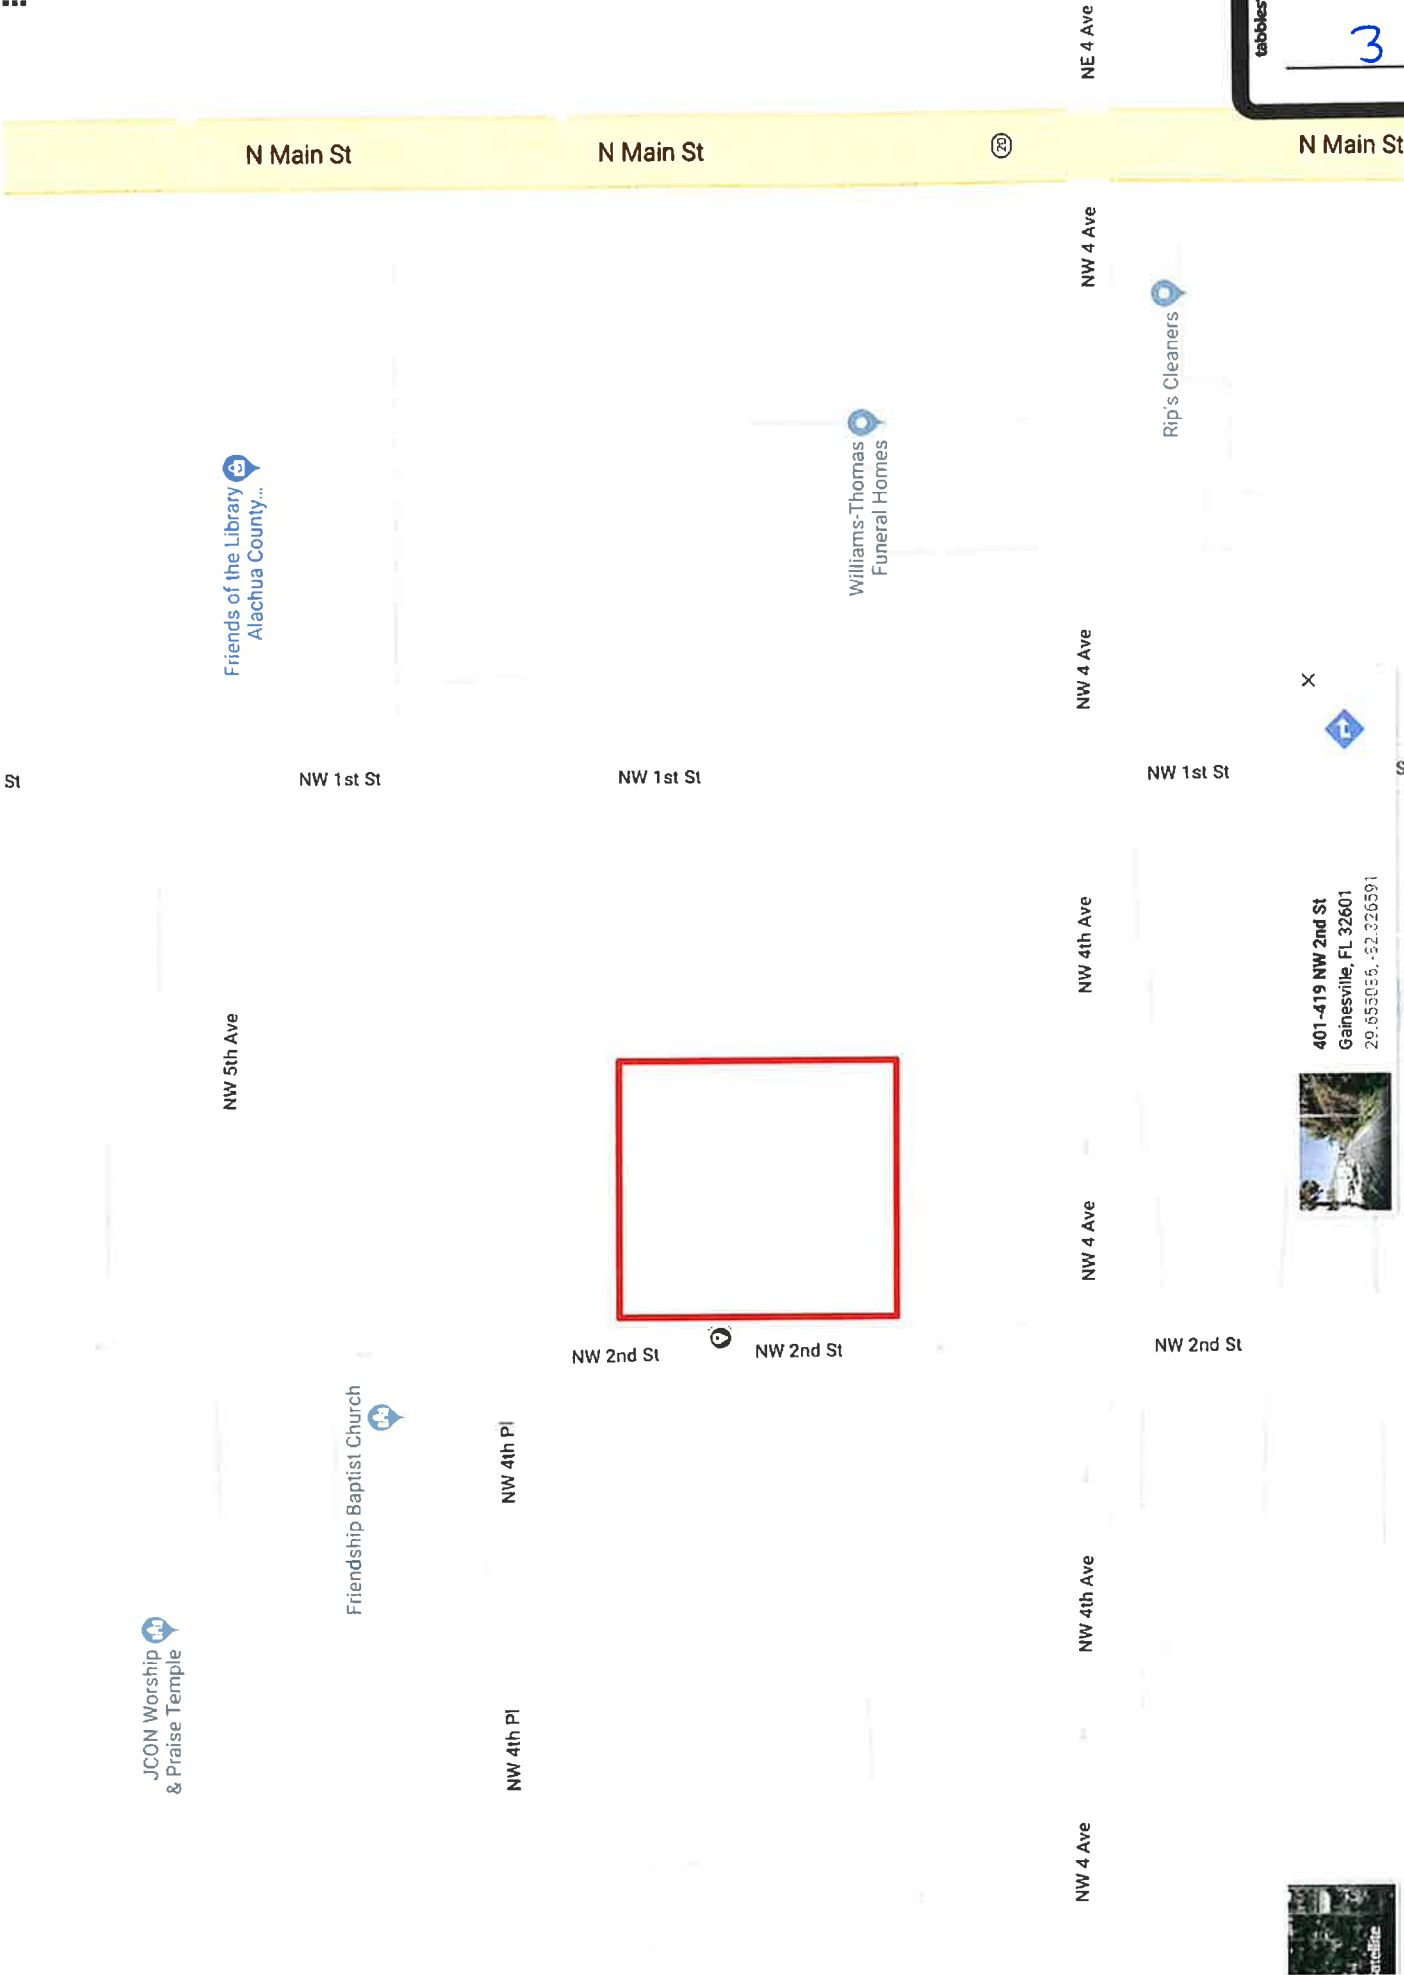 NE 4 Ave
tabbies
3
N Main St
N Main St
20
N Main St
NW 4 Ave
Rip's Cleaners
Friends of the Library
Alachua County...
Williams-Thomas
Funeral Homes
NW 4 Ave
St
NW 1st St
NW 1st St
NW 1st St
S
NW 5th Ave
NW 4th Ave
401-419 NW 2nd St
Gainesville, FL 32601
NW 4 Ave
NW 2nd St
NW 2nd St
NW 2nd St
Friendship Baptist Church
NW 4th Pl
NW 4th Ave
JCON Worship
& Praise Temple
NW 4th Pl
NW 4 Ave
atellite